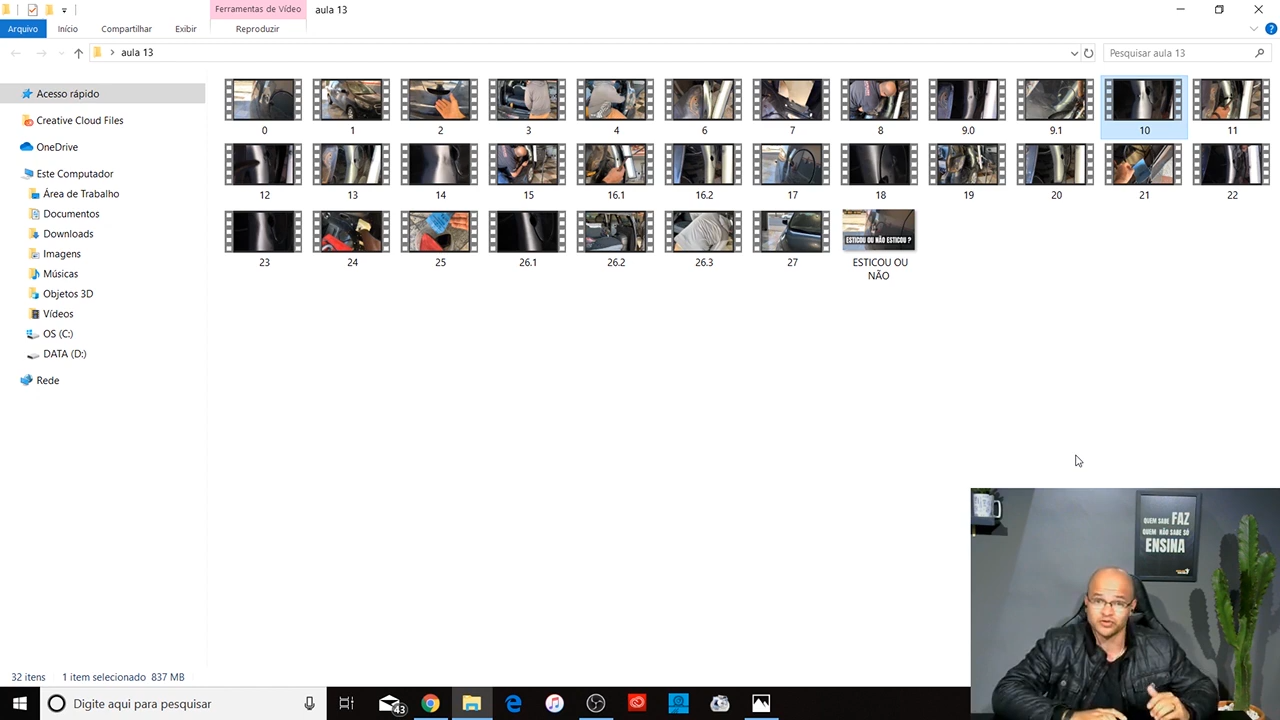 Ferramentas de Vídeo
aula 13
Arquivo
Início
Compartilhar
Exibir
Reproduzir
aula 13
Pesquisar aula 13
Acesso rápido
Creative Cloud Files
OneDrive
Este Computador
Área de Trabalho
Documentos
Downloads
Imagens
Músicas
Objetos 3D
Vídeos
OS (C:)
DATA (D:)
Rede
0
1
2
3
4
6
7
8
9.0
9.1
10
11
12
13
14
15
16.1
16.2
17
18
19
20
21
22
ESTICOU OU NÃO ESTICOU ?
23
24
25
26.1
26.2
26.3
27
ESTICOU OU
NÃO
QUEM SABE FAZ
QUEM NÃO SABE SÓ
ENSINA
32 itens
1 item selecionado 837 MB
Digite aqui para pesquisar
43